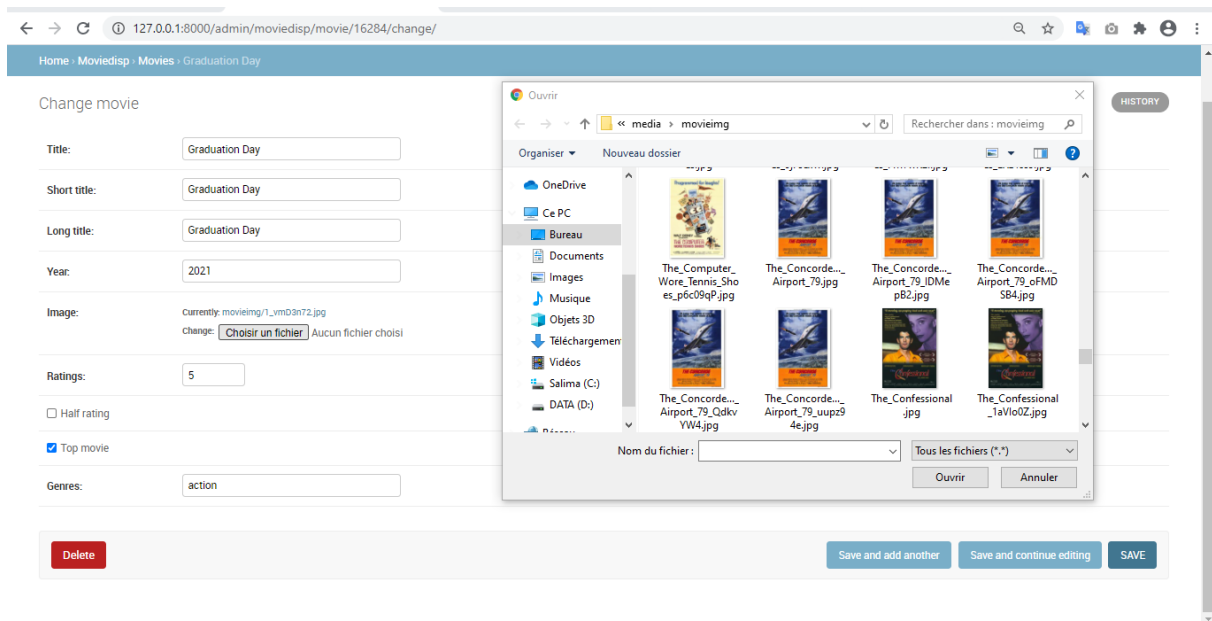 127.0.0.1:8000/admin/moviedisp/movie/16284/change/
Home › Moviedisp › Movies › Graduation Day
Change movie
HISTORY
Title:
Graduation Day
Short title:
Graduation Day
Long title:
Graduation Day
Year:
2021
Image:
Currently: movieimg/1_vmD3n72.jpg
Change: Choisir un fichier Aucun fichier choisi
Ratings:
5
Half rating
Top movie
Genres:
action
Delete
Save and add another
Save and continue editing
SAVE
Ouvrir
« media › movieimg
Rechercher dans : movieimg
Organiser
Nouveau dossier
OneDrive
Ce PC
Bureau
Documents
Images
Musique
Objets 3D
Téléchargemen
Vidéos
Salima (C:)
DATA (D:)
The_Computer_
Wore_Tennis_Sho
es_p6c09qP.jpg
The_Concorde..._
Airport_79.jpg
The_Concorde..._
Airport_79_lDMe
pB2.jpg
The_Concorde..._
Airport_79_oFMD
SB4.jpg
The_Concorde..._
Airport_79_Qdkv
YW4.jpg
The_Concorde..._
Airport_79_uupz9
4e.jpg
The_Confessional
.jpg
The_Confessional
_1aVlo0Z.jpg
Nom du fichier :
Tous les fichiers (*.*)
Ouvrir
Annuler